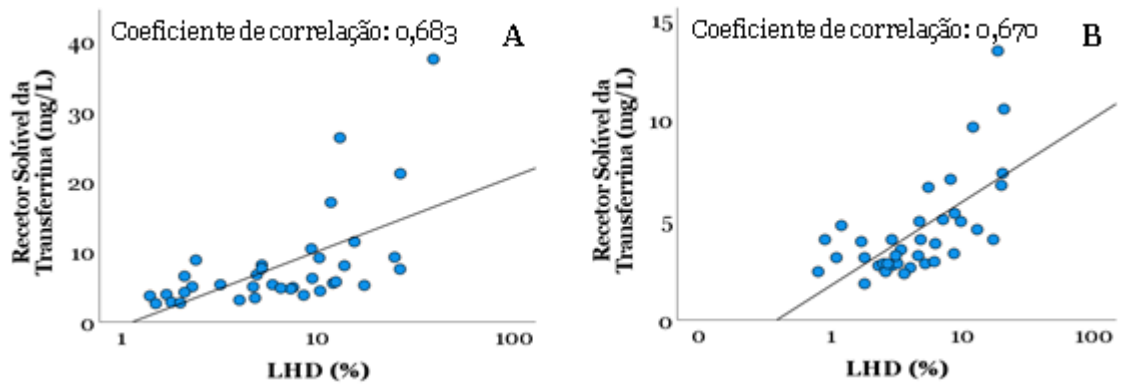 Coeficiente de correlação: 0,683
A
40
30
20
10
0
Recetor Solúvel da
Transferrina (mg/L)
1
10
100
LHD (%)
Coeficiente de correlação: 0,670
B
15
10
5
0
Recetor Solúvel da
Transferrina (mg/L)
0
1
10
100
LHD (%)